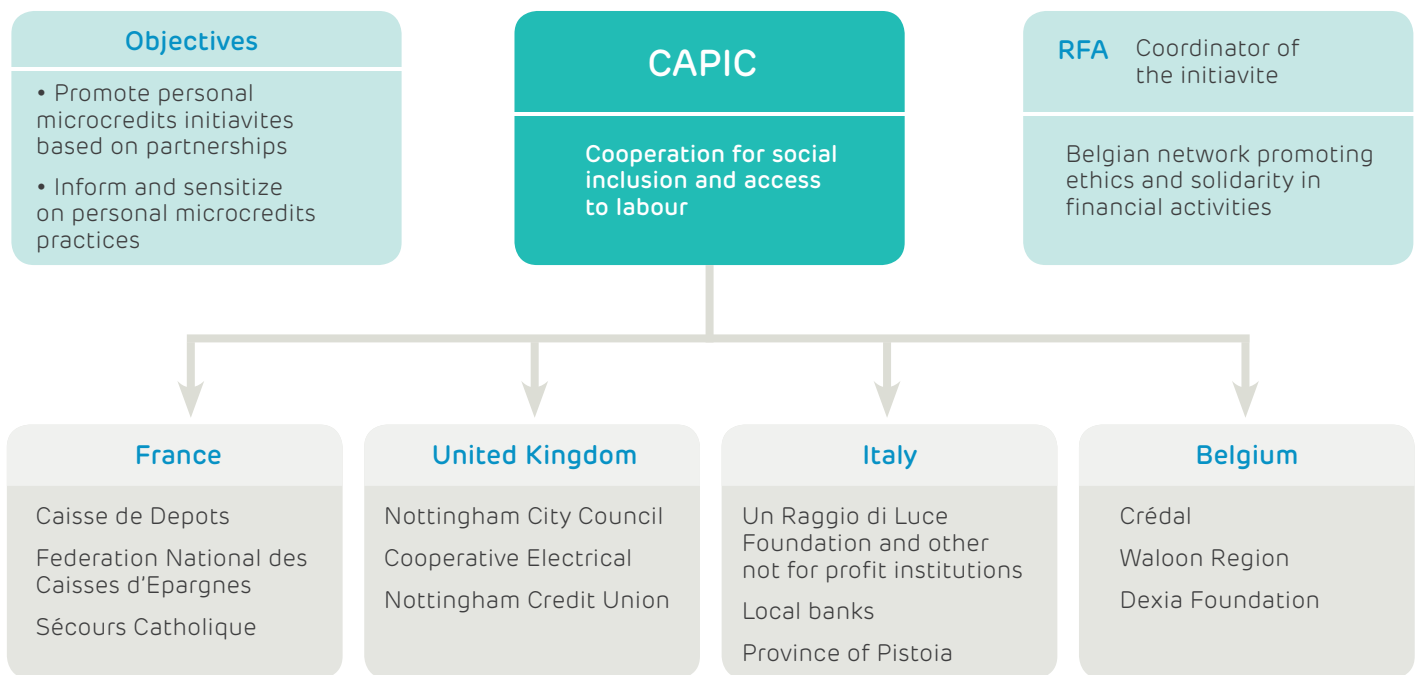 Objectives
• Promote personal
microcredits initiavites
based on partnerships
• Inform and sensitize
on personal microcredits
practices
CAPIC
Cooperation for social
inclusion and access
to labour
RFA Coordinator of
the initiavite
Belgian network promoting
ethics and solidarity in
financial activities
France
Caisse de Depots
Federation National des
Caisses d'Epargnes
Sécours Catholique
United Kingdom
Nottingham City Council
Cooperative Electrical
Nottingham Credit Union
Italy
Un Raggio di Luce
Foundation and other
not for profit institutions
Local banks
Province of Pistoia
Belgium
Crédal
Waloon Region
Dexia Foundation